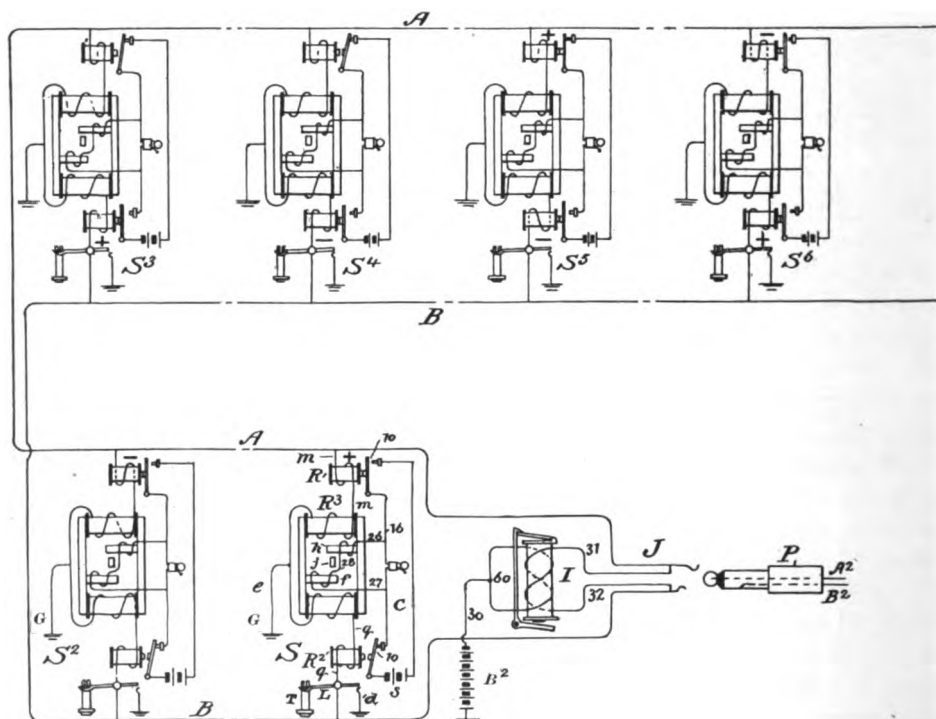 A
+
-
+
-
-
+
S³
S⁴
S⁵
S⁶
B
A
-
m
+
10
R¹
R³
m
26
16
h
j
28
f
27
e
C
G
G
q
S²
S
R²
10
q
s
T
L
d
B
60
I
31
32
30
J
P
A²
B²
B²